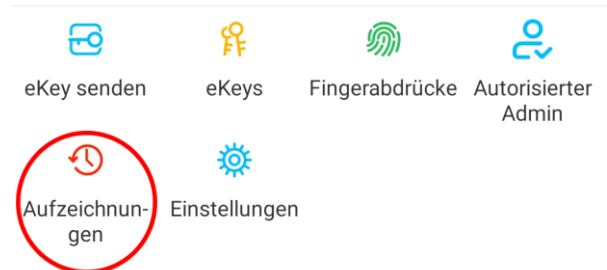 eKey senden
eKeys
Fingerabdrücke
Autorisierter
Admin
Aufzeichnun-
gen
Einstellungen